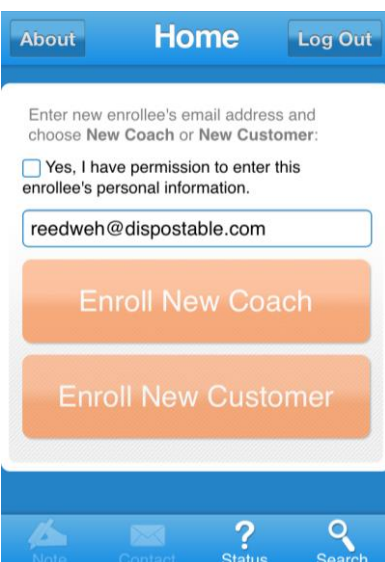 About Home Log Out
Enter new enrollee's email address and
choose New Coach or New Customer:
Yes, I have permission to enter this
enrollee's personal information.
reedweh@dispostable.com
Enroll New Coach
Enroll New Customer
Note Contact Status Search